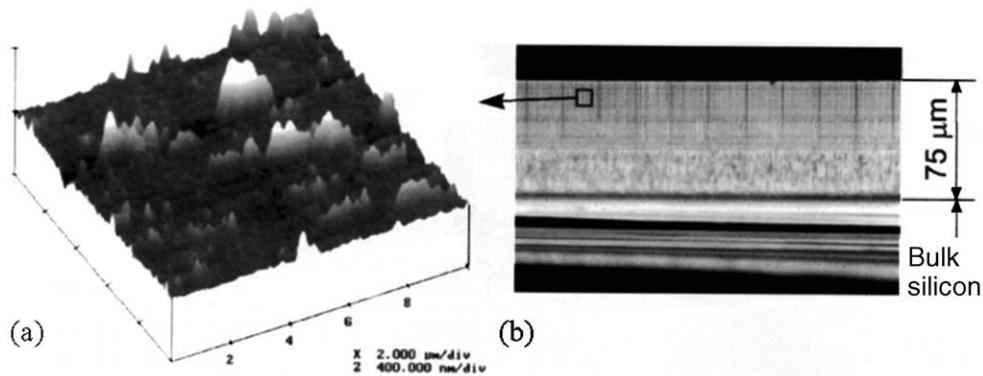 (a)
2
4
6
8
X 2.000 µm/div
Z 400.000 nm/div
(b)
75 µm
Bulk
silicon